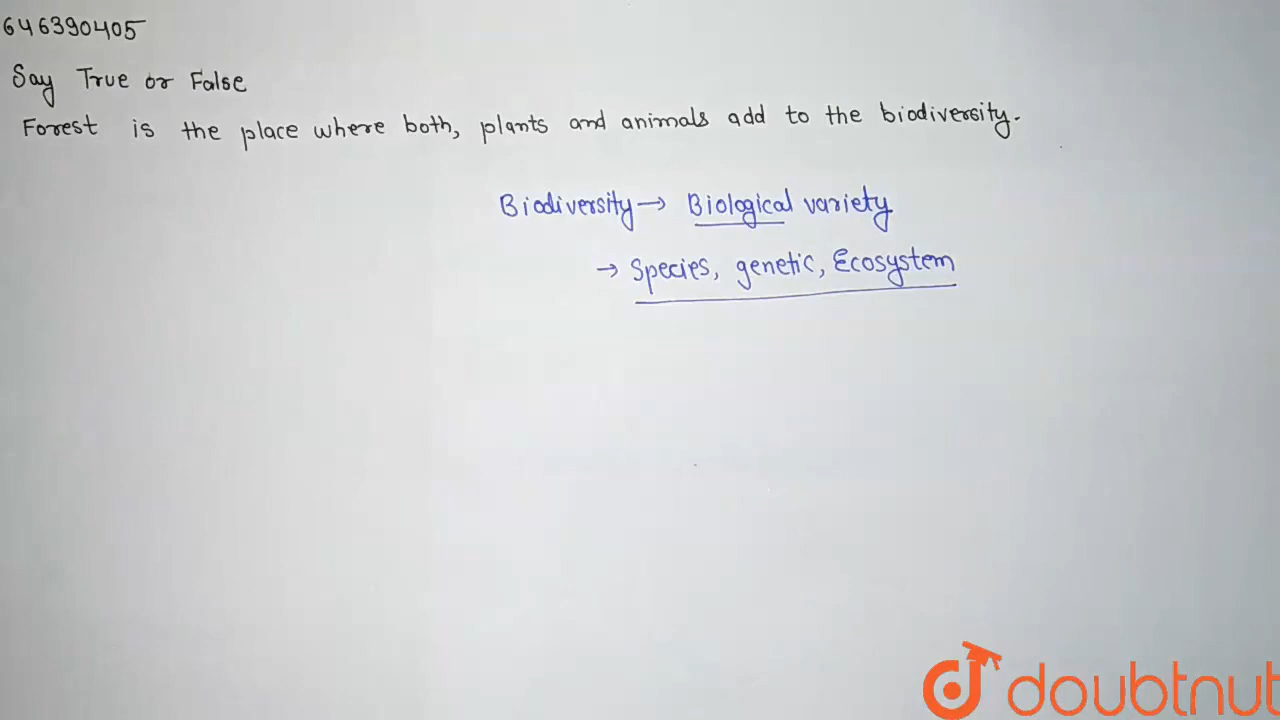 646390405
Say True or False
Forest is the place where both, plants and animals add to the biodiversity.
Biodiversity → Biological variety
→ Species, genetic, Ecosystem
doubtnut